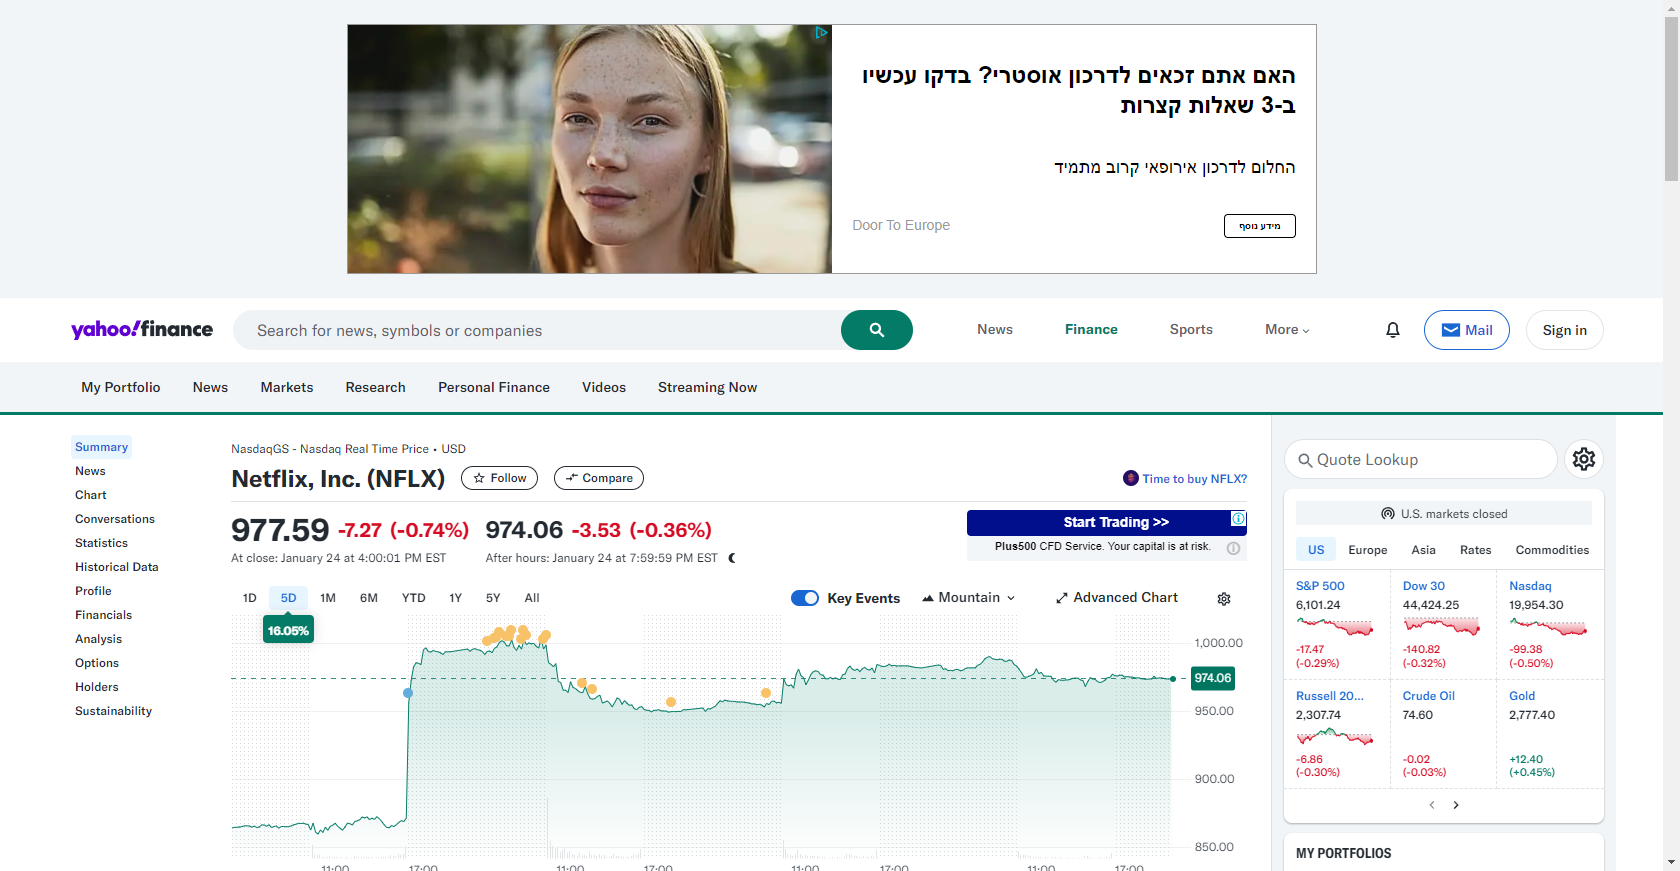 האם אתם זכאים לדרכון אוסטרי? בדקו עכשיו
ב-3 שאלות קצרות
החלום לדרכון אירופאי קרוב מתמיד
Door To Europe
מידע נוסף
yahoo!finance
Search for news, symbols or companies
News
Finance
Sports
More
Mail
Sign in
My Portfolio
News
Markets
Research
Personal Finance
Videos
Streaming Now
Summary
News
Chart
Conversations
Statistics
Historical Data
Profile
Financials
Analysis
Options
Holders
Sustainability
NasdaqGS - Nasdaq Real Time Price • USD
Netflix, Inc. (NFLX)
Follow
Compare
Time to buy NFLX?
977.59 -7.27 (-0.74%)
At close: January 24 at 4:00:01 PM EST
974.06 -3.53 (-0.36%)
After hours: January 24 at 7:59:59 PM EST
Start Trading >>
Plus500 CFD Service. Your capital is at risk.
1D
5D
1M
6M
YTD
1Y
5Y
All
16.05%
Key Events
Mountain
Advanced Chart
1,000.00
974.06
950.00
900.00
850.00
11:00
17:00
11:00
17:00
11:00
17:00
11:00
17:00
Quote Lookup
U.S. markets closed
US
Europe
Asia
Rates
Commodities
S&P 500
6,101.24
-17.47
(-0.29%)
Dow 30
44,424.25
-140.82
(-0.32%)
Nasdaq
19,954.30
-99.38
(-0.50%)
Russell 20...
2,307.74
-6.86
(-0.30%)
Crude Oil
74.60
-0.02
(-0.03%)
Gold
2,777.40
+12.40
(+0.45%)
MY PORTFOLIOS